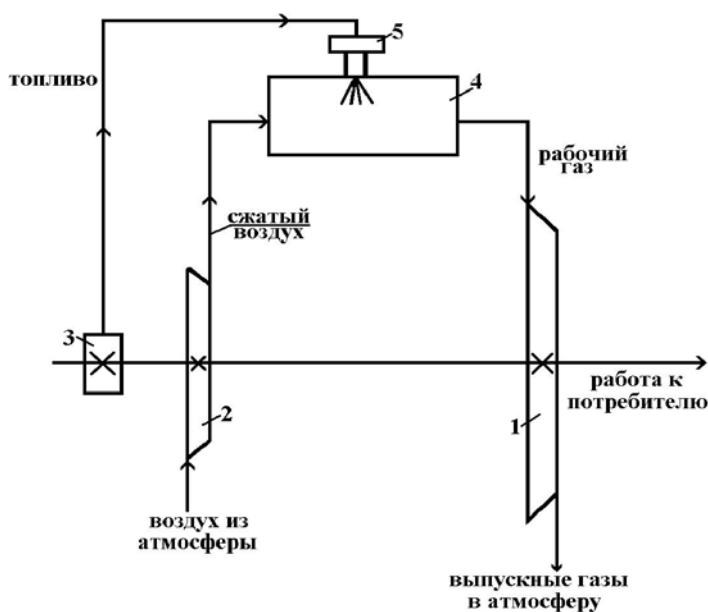 5
топливо
4
рабочий
газ
сжатый
воздух
3
работа к
потребителю
2
1
воздух из
атмосферы
выпускные газы
в атмосферу